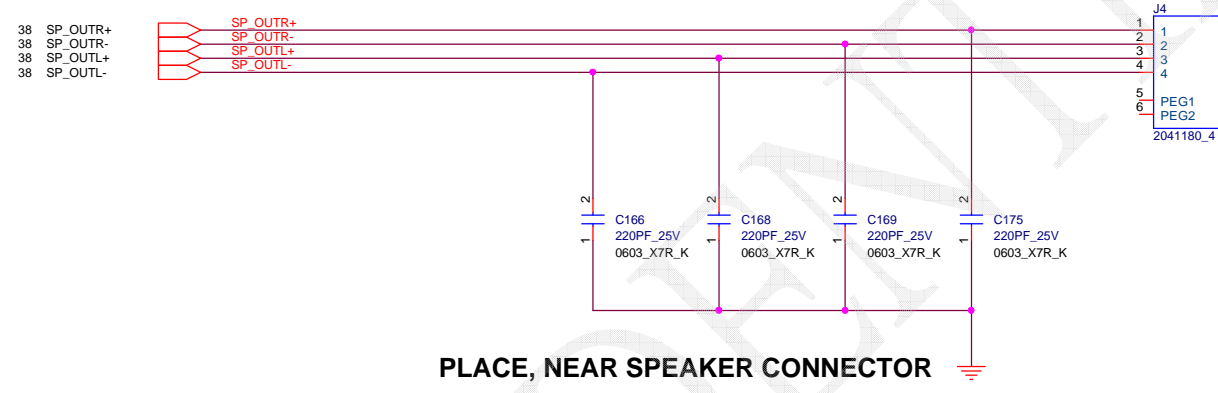 J4
38 SP_OUTR+ SP_OUTR+ 1 1
38 SP_OUTR- SP_OUTR- 2 2
38 SP_OUTL+ SP_OUTL+ 3 3
38 SP_OUTL- SP_OUTL- 4 4
5 PEG1
6 PEG2
2041180_4
2 2 2 2
C166 C168 C169 C175
220PF_25V 220PF_25V 220PF_25V 220PF_25V
1 1 1 1
0603_X7R_K 0603_X7R_K 0603_X7R_K 0603_X7R_K
PLACE, NEAR SPEAKER CONNECTOR